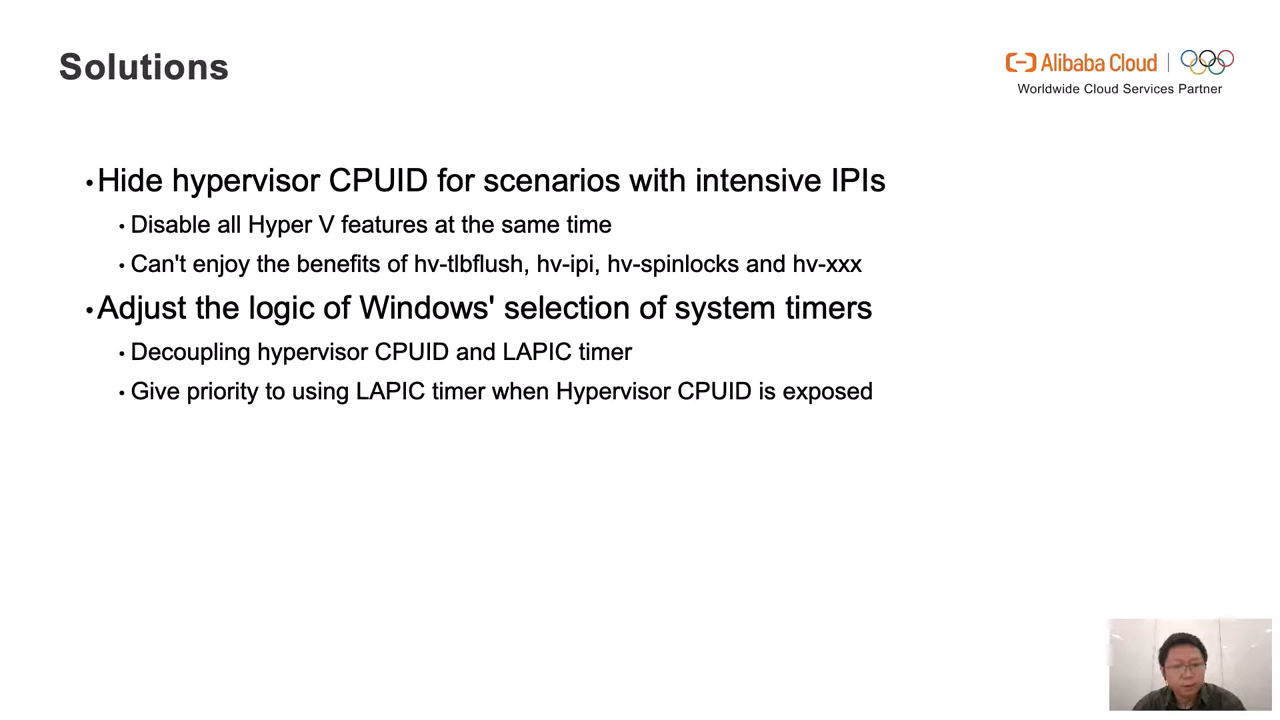 Solutions
Alibaba Cloud
Worldwide Cloud Services Partner
•Hide hypervisor CPUID for scenarios with intensive IPIs
•Disable all Hyper V features at the same time
•Can't enjoy the benefits of hv-tlbflush, hv-ipi, hv-spinlocks and hv-xxx
•Adjust the logic of Windows' selection of system timers
•Decoupling hypervisor CPUID and LAPIC timer
•Give priority to using LAPIC timer when Hypervisor CPUID is exposed